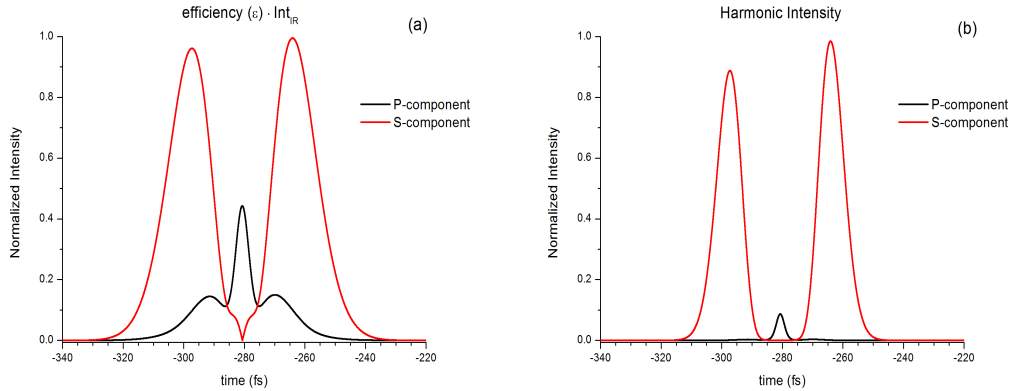 efficiency (ε) · Int_IR
(a)
Normalized Intensity
1.0
0.8
0.6
0.4
0.2
0.0
P-component
S-component
-340 -320 -300 -280 -260 -240 -220
time (fs)
Harmonic Intensity
(b)
Normalized Intensity
1.0
0.8
0.6
0.4
0.2
0.0
P-component
S-component
-340 -320 -300 -280 -260 -240 -220
time (fs)